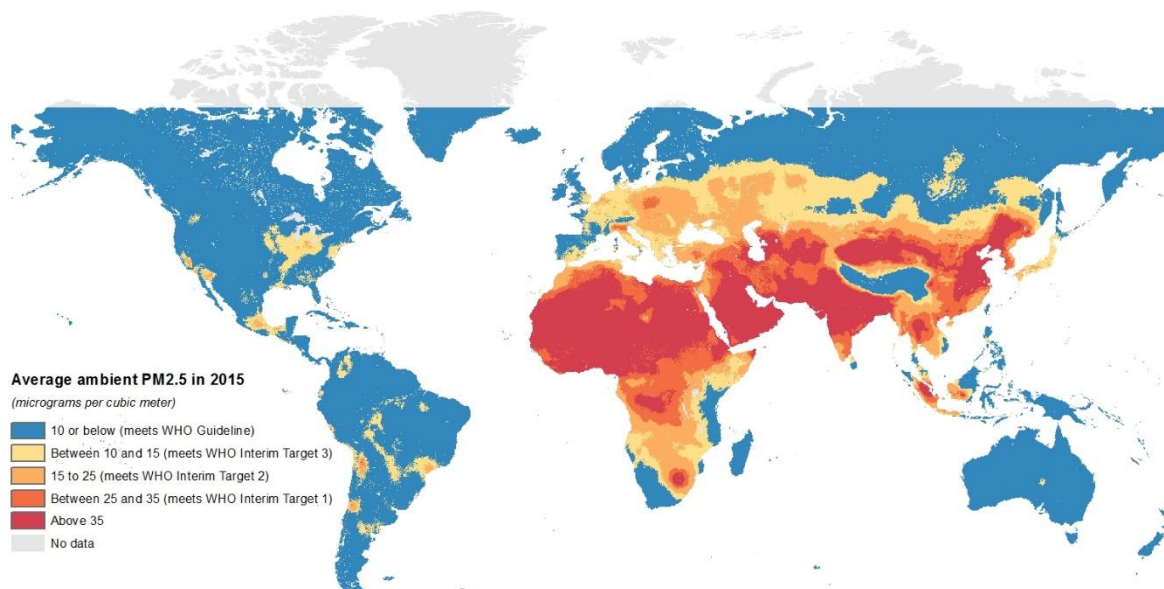 Average ambient PM2.5 in 2015
(micrograms per cubic meter)
10 or below (meets WHO Guideline)
Between 10 and 15 (meets WHO Interim Target 3)
15 to 25 (meets WHO Interim Target 2)
Between 25 and 35 (meets WHO Interim Target 1)
Above 35
No data